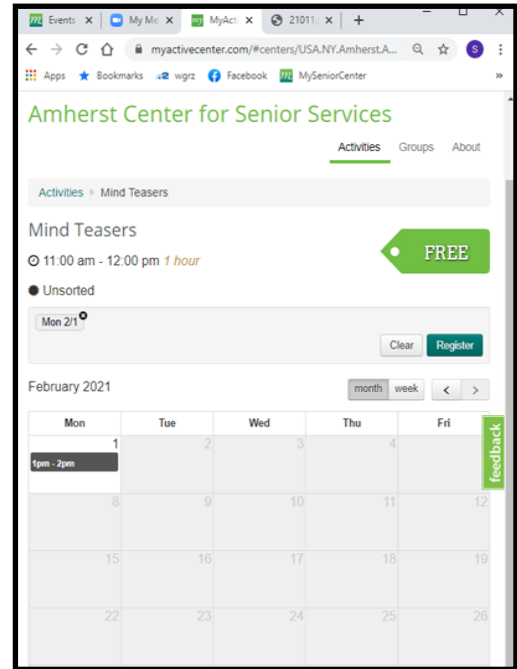 Events My Me MyActi 21011.
myactivecenter.com/#centers/USA.NY.Amherst.A... S
Apps Bookmarks wgrz Facebook MySeniorCenter »
Amherst Center for Senior Services
Activities Groups About
Activities Mind Teasers
Mind Teasers
11:00 am - 12:00 pm 1 hour
FREE
Unsorted
Mon 2/1
Clear Register
February 2021
month week < >
Mon Tue Wed Thu Fri
1 2 3 4
1pm - 2pm
feedback
8 9 10 11 12
15 16 17 18 19
22 23 24 25 26